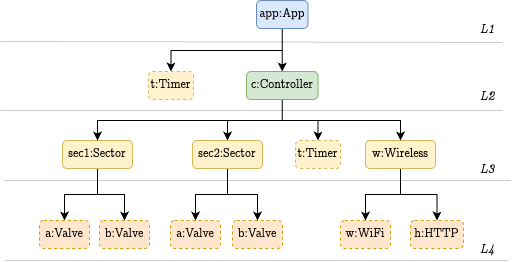 app:App
L1
t:Timer
c:Controller
L2
sec1:Sector
sec2:Sector
t:Timer
w:Wireless
L3
a:Valve
b:Valve
a:Valve
b:Valve
w:WiFi
h:HTTP
L4